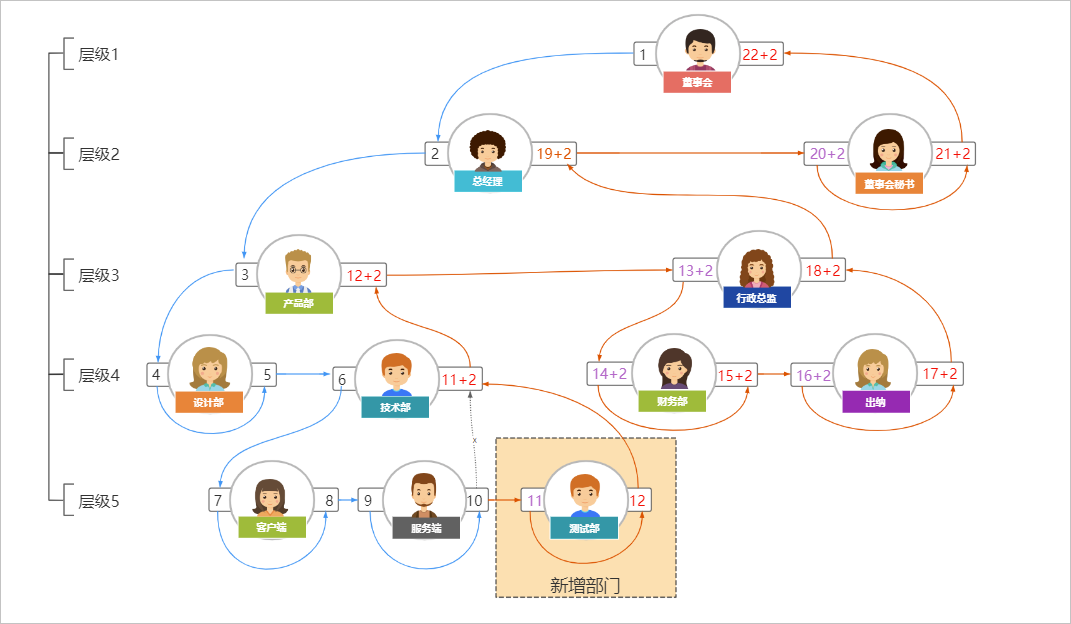 层级1
1
22+2
董事会
层级2
2
19+2
总经理
20+2
21+2
董事会秘书
层级3
3
12+2
产品部
13+2
18+2
行政总监
层级4
4
5
设计部
6
11+2
技术部
14+2
15+2
财务部
16+2
17+2
出纳
x
层级5
7
8
客户端
9
10
服务端
11
12
测试部
新增部门